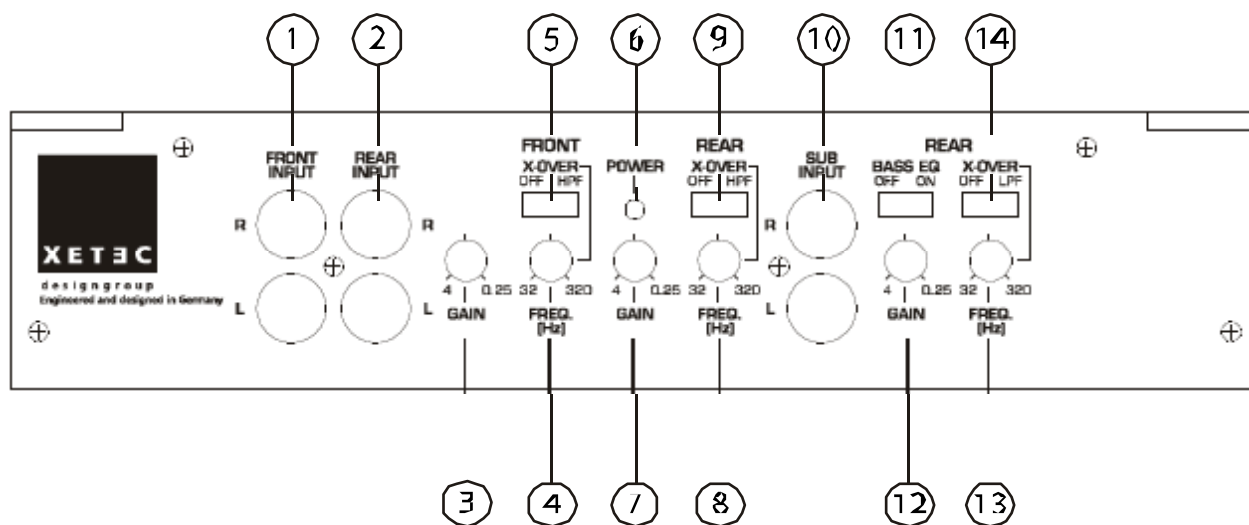 1 2 5 6 9 10 11 14
FRONT INPUT
REAR INPUT
FRONT
X-OVER
OFF HPF
POWER
REAR
X-OVER
OFF HPF
SUB INPUT
REAR
BASS EQ
OFF ON
X-OVER
OFF LPF
R
R
R
XETEC
designgroup
Engineered and designed in Germany
L
L
L
4 0.25
GAIN
32 320
FREQ.
[Hz]
4 0.25
GAIN
32 320
FREQ.
[Hz]
4 0.25
GAIN
32 320
FREQ.
[Hz]
3 4 7 8 12 13